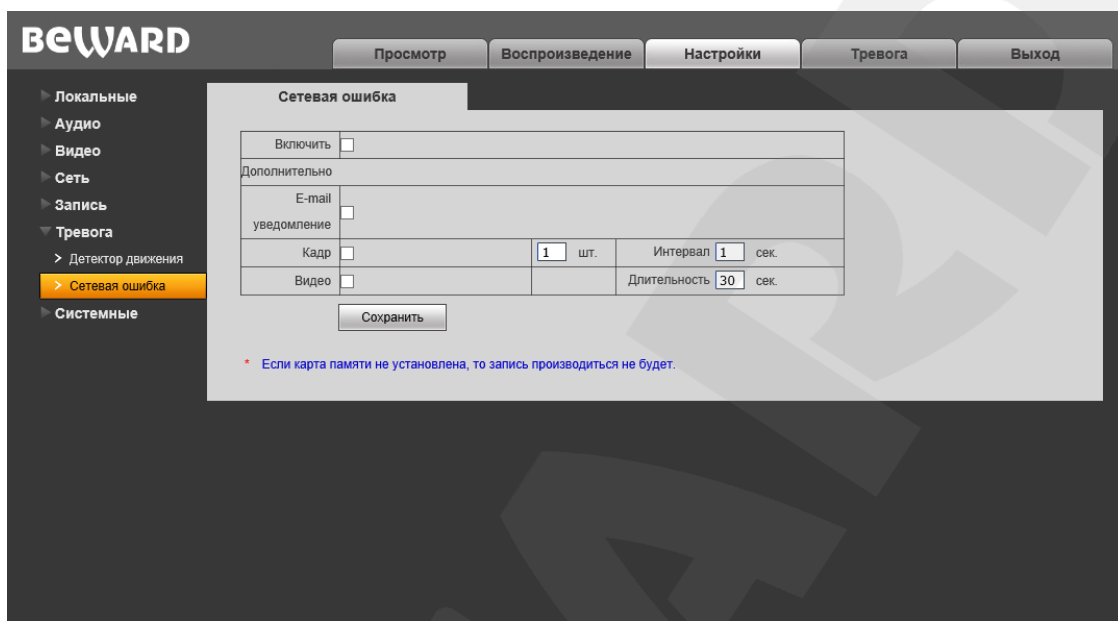 BEWARD
Просмотр Воспроизведение Настройки Тревога Выход
Локальные
Аудио
Видео
Сеть
Запись
Тревога
> Детектор движения
> Сетевая ошибка
Системные
Сетевая ошибка
Включить
Дополнительно
E-mail
уведомление
Кадр 1 шт. Интервал 1 сек.
Видео Длительность 30 сек.
Сохранить
* Если карта памяти не установлена, то запись производиться не будет.